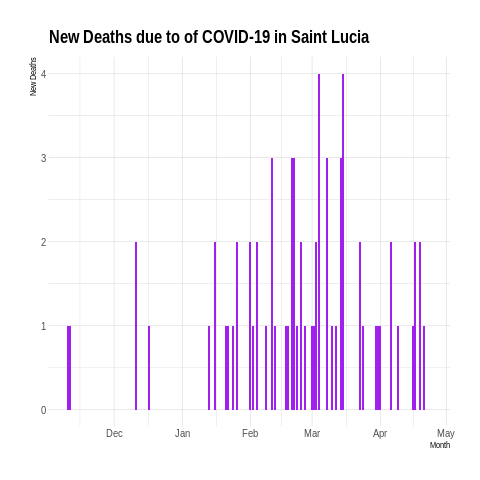 New Deaths due to of COVID-19 in Saint Lucia
New Deaths
4
3
2
1
0
Dec Jan Feb Mar Apr May
Month